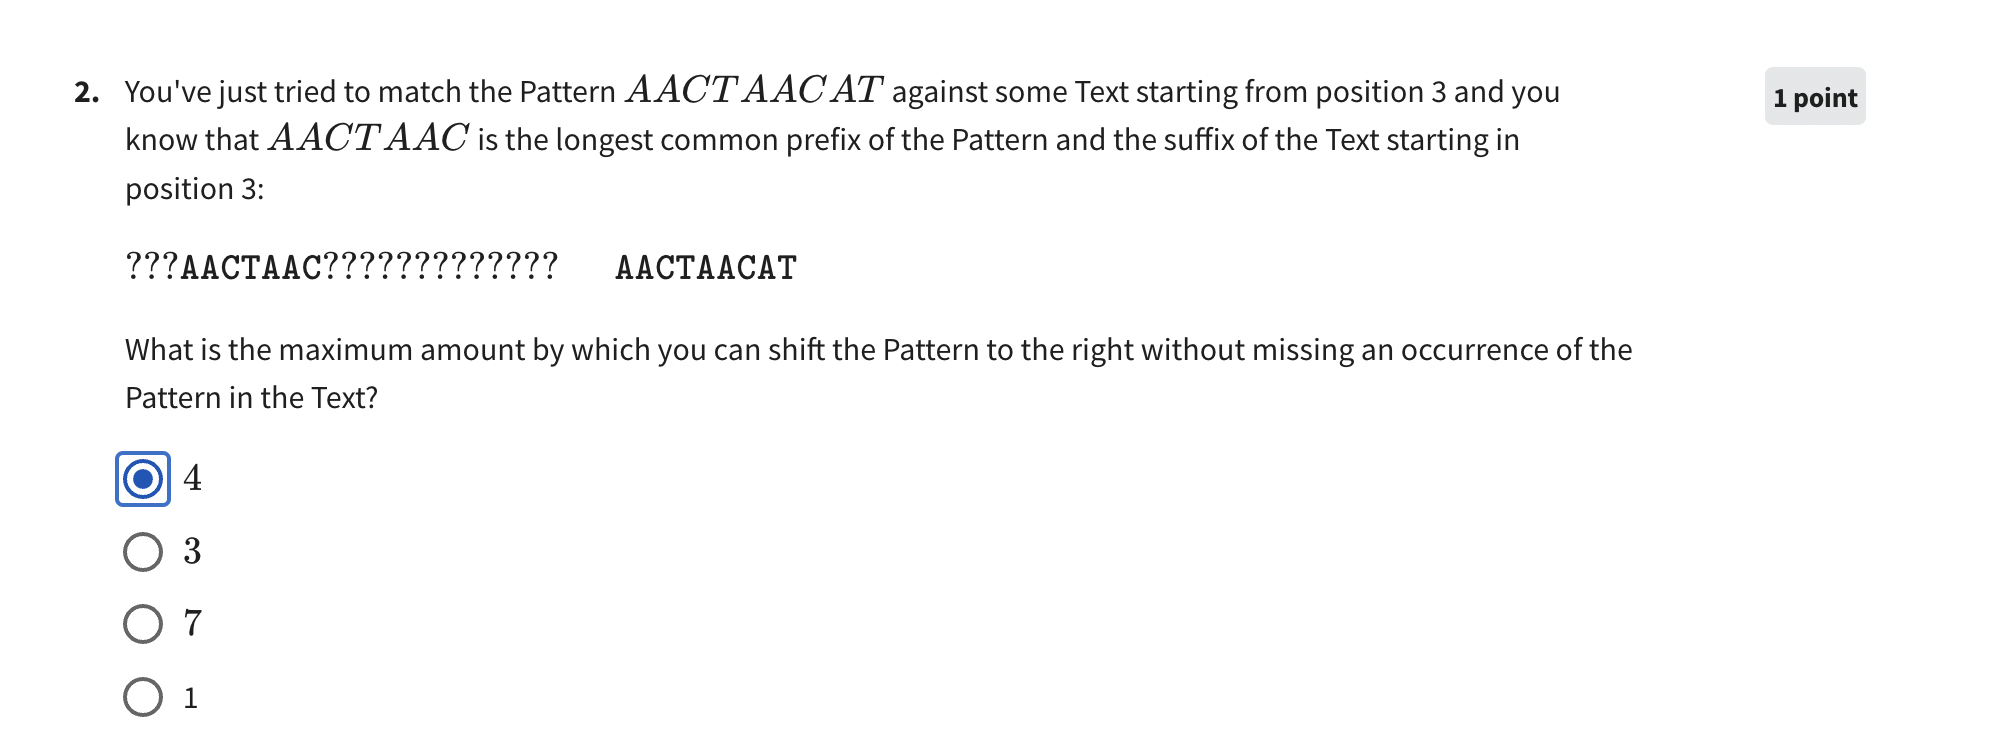 2. You've just tried to match the Pattern AACTAACAT against some Text starting from position 3 and you 1 point
know that AACTAAC is the longest common prefix of the Pattern and the suffix of the Text starting in
position 3:
???AACTAAC????????????? AACTAACAT
What is the maximum amount by which you can shift the Pattern to the right without missing an occurrence of the
Pattern in the Text?
4
3
7
1